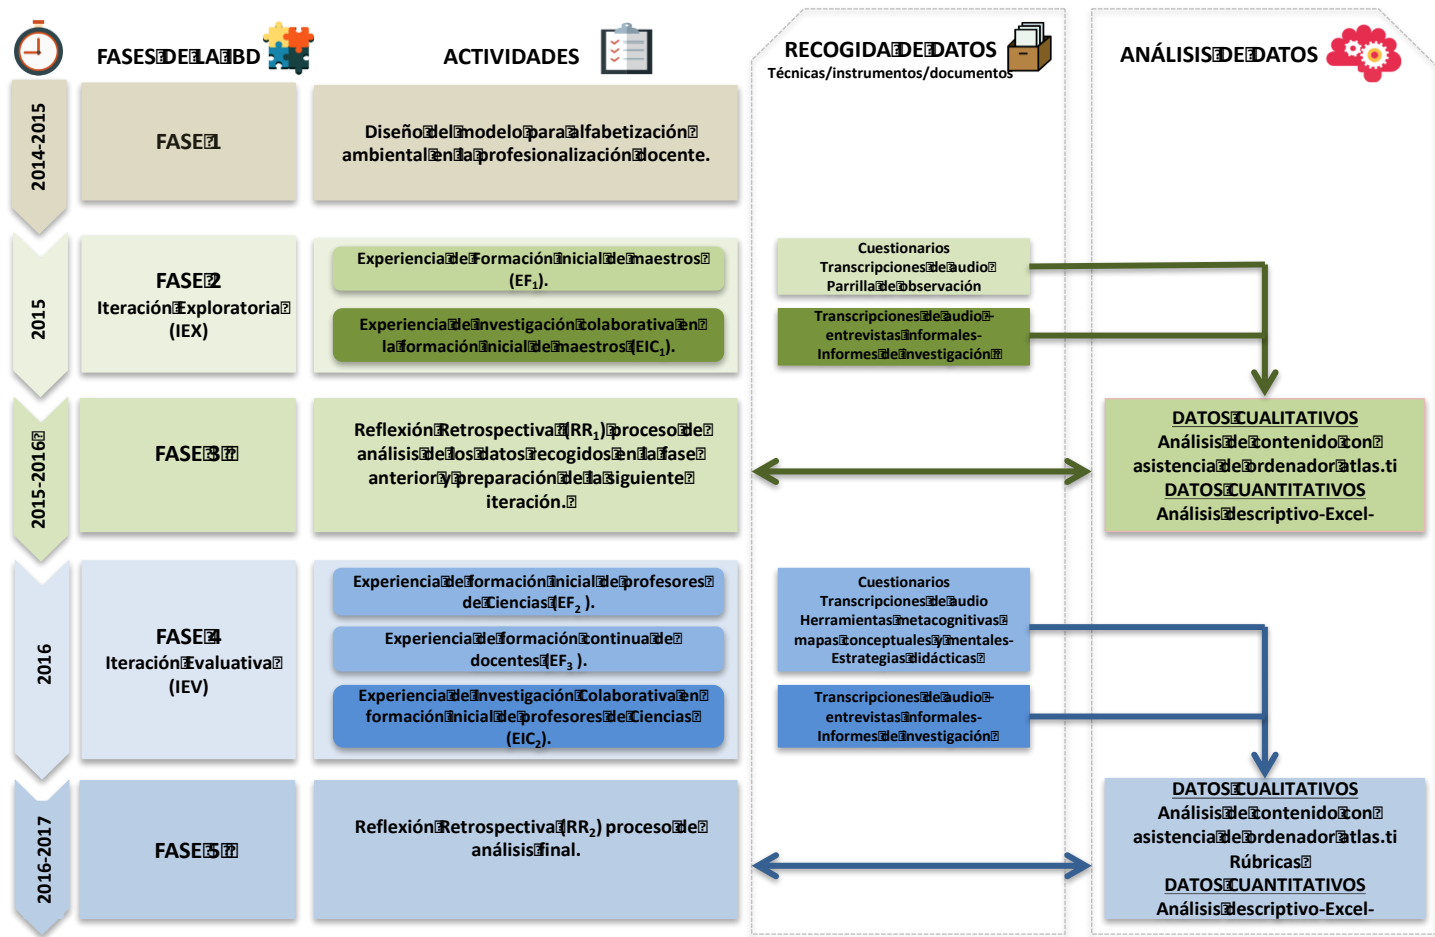 FASES DE LA IBD
ACTIVIDADES
RECOGIDA DE DATOS
Técnicas/instrumentos/documentos
ANÁLISIS DE DATOS
2014-2015
FASE 1
Diseño del modelo para alfabetización
ambiental en la profesionalización docente.
2015
FASE 2
Iteración Exploratoria
(IEX)
Experiencia de Formación inicial de maestros
(EF₁).
Experiencia de investigación colaborativa en
la formación inicial de maestros (EIC₁).
Cuestionarios
Transcripciones de audio
Parrilla de observación
Transcripciones de audio –
entrevistas informales-
Informes de investigación
2015-2016
FASE 3
Reflexión Retrospectiva (RR₁) proceso de
análisis de los datos recogidos en la fase
anterior y preparación de la siguiente
iteración.
DATOS CUALITATIVOS
Análisis de contenido con
asistencia de ordenador atlas.ti
DATOS CUANTITATIVOS
Análisis descriptivo-Excel-
2016
FASE 4
Iteración Evaluativa
(IEV)
Experiencia de formación inicial de profesores
de Ciencias (EF₂ ).
Experiencia de formación continua de
docentes (EF₃ ).
Experiencia de Investigación Colaborativa en
formación inicial de profesores de Ciencias
(EIC₂).
Cuestionarios
Transcripciones de audio
Herramientas metacognitivas-
mapas conceptuales y mentales-
Estrategias didácticas
Transcripciones de audio –
entrevistas informales-
Informes de investigación
2016-2017
FASE 5
Reflexión Retrospectiva (RR₂) proceso de
análisis final.
DATOS CUALITATIVOS
Análisis de contenido con
asistencia de ordenador atlas.ti
Rúbricas
DATOS CUANTITATIVOS
Análisis descriptivo-Excel-